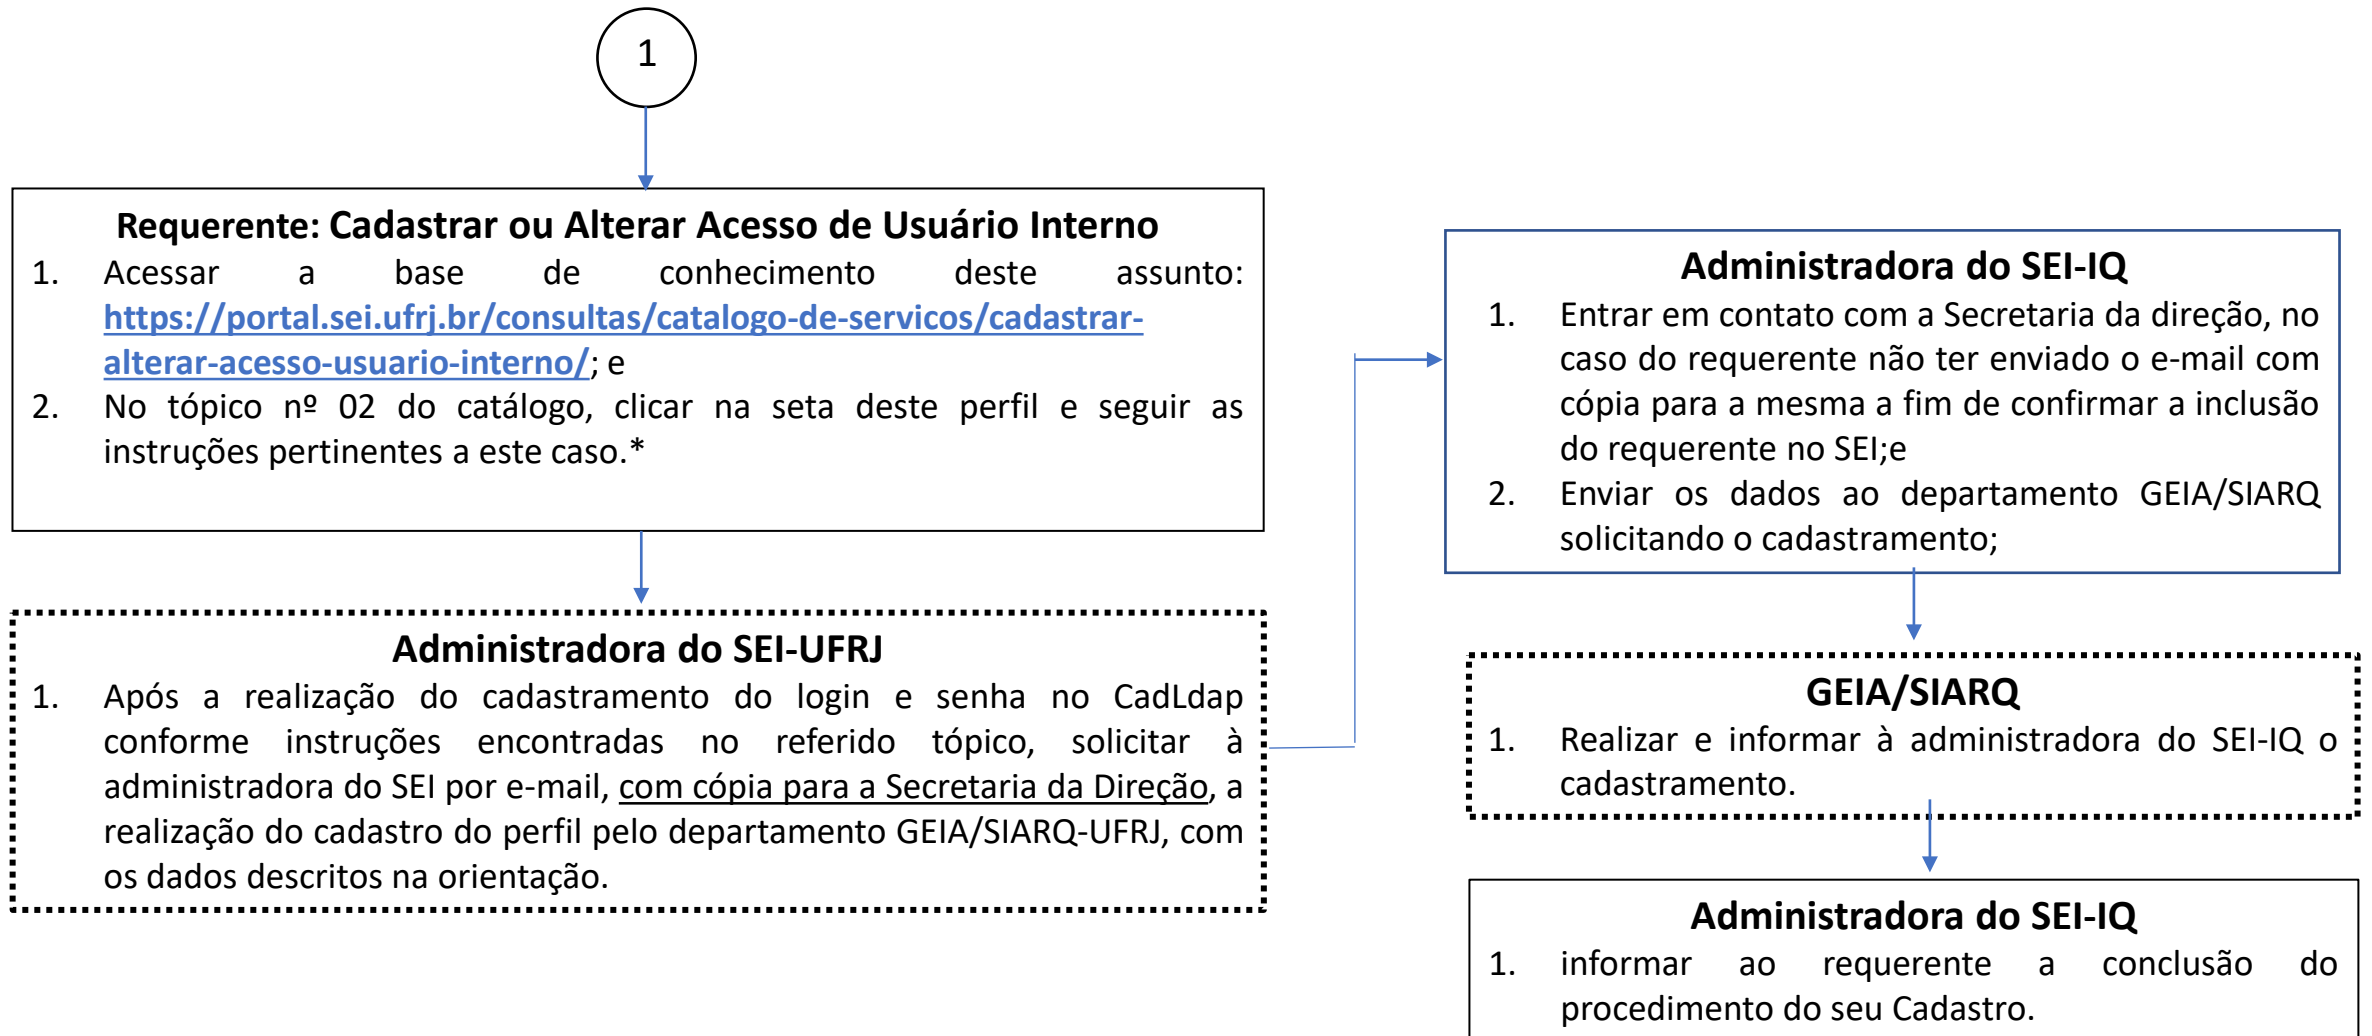 1
Requerente: Cadastrar ou Alterar Acesso de Usuário Interno
1. Acessar a base de conhecimento deste assunto:
https://portal.sei.ufrj.br/consultas/catalogo-de-servicos/cadastrar-
alterar-acesso-usuario-interno/; e
2. No tópico nº 02 do catálogo, clicar na seta deste perfil e seguir as
instruções pertinentes a este caso.*
Administradora do SEI-UFRJ
1. Após a realização do cadastramento do login e senha no CadLdap
conforme instruções encontradas no referido tópico, solicitar à
administradora do SEI por e-mail, com cópia para a Secretaria da Direção, a
realização do cadastro do perfil pelo departamento GEIA/SIARQ-UFRJ, com
os dados descritos na orientação.
Administradora do SEI-IQ
1. Entrar em contato com a Secretaria da direção, no
caso do requerente não ter enviado o e-mail com
cópia para a mesma a fim de confirmar a inclusão
do requerente no SEI;e
2. Enviar os dados ao departamento GEIA/SIARQ
solicitando o cadastramento;
GEIA/SIARQ
1. Realizar e informar à administradora do SEI-IQ o
cadastramento.
Administradora do SEI-IQ
1. informar ao requerente a conclusão do
procedimento do seu Cadastro.